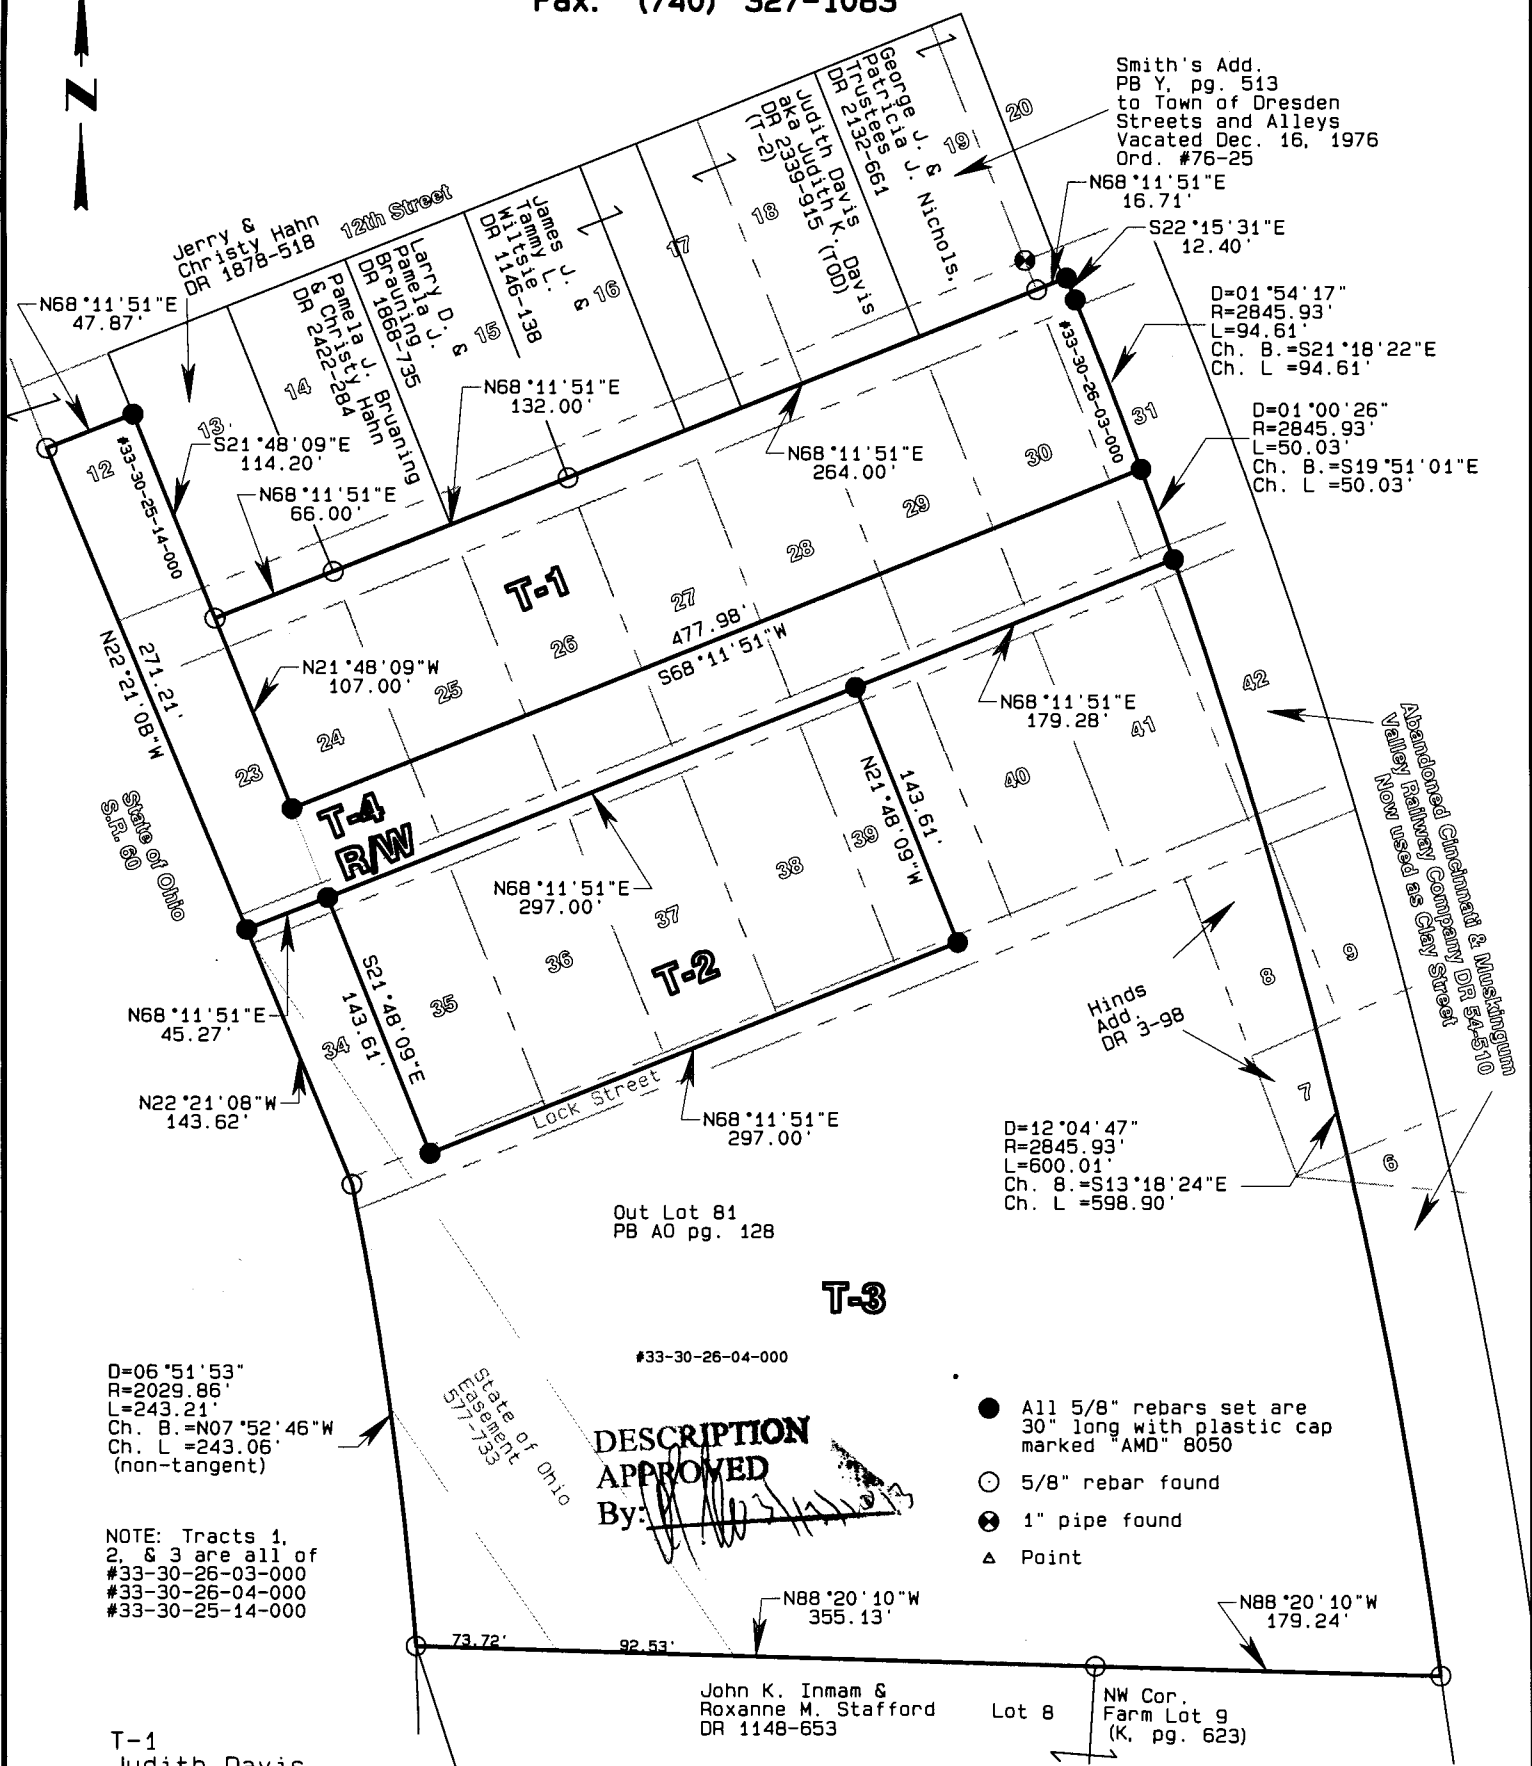 Fax. (740) 327-1083
N
Smith's Add.
PB Y, pg. 513
to Town of Dresden
Streets and Alleys
Vacated Dec. 16, 1976
Ord. #76-25
George J. &
Patricia J. Nichols,
Trustees
DR 2132-661
19
20
Judith Davis
aka Judith K. Davis
DR 2339-915 (TOD)
(T-2)
18
17
James J. &
Tammy L.
Wiltsie
DR 1146-138
16
12th Street
Jerry &
Christy Hahn
DR 1878-518
Larry D. &
Pamela J.
Brauning
DR 1868-735
15
Pamela J. Bruaning
& Christy Hahn
DR 2422-284
14
13
12
N68°11'51"E
16.71'
S22°15'31"E
12.40'
D=01°54'17"
R=2845.93'
L=94.61'
Ch. B.=S21°18'22"E
Ch. L =94.61'
N68°11'51"E
47.87'
#33-30-25-14-000
S21°48'09"E
114.20'
N68°11'51"E
66.00'
N68°11'51"E
132.00'
N68°11'51"E
264.00'
#33-30-26-03-000
31
30
29
28
27
26
25
24
23
D=01°00'26"
R=2845.93'
L=50.03'
Ch. B.=S19°51'01"E
Ch. L =50.03'
T-1
477.98'
S68°11'51"W
N21°48'09"W
107.00'
271.21'
N22°21'08"W
State of Ohio
S.R. 60
T-4
R/W
N68°11'51"E
179.28'
42
41
40
39
38
37
36
35
34
Abandoned Cincinnati & Muskingum
Valley Railway Company DR 54-510
Now used as Clay Street
143.61'
N21°48'09"W
N68°11'51"E
297.00'
T-2
S21°48'09"E
143.61'
N68°11'51"E
45.27'
N22°21'08"W
143.62'
Lock Street
N68°11'51"E
297.00'
Hinds
Add.
DR 3-98
9
8
7
6
D=12°04'47"
R=2845.93'
L=600.01'
Ch. B.=S13°18'24"E
Ch. L =598.90'
Out Lot 81
PB AO pg. 128
T-3
#33-30-26-04-000
D=06°51'53"
R=2029.86'
L=243.21'
Ch. B.=N07°52'46"W
Ch. L =243.06'
(non-tangent)
State of Ohio
Easement
577-733
DESCRIPTION
APPROVED
By:
All 5/8" rebars set are
30" long with plastic cap
marked "AMD" 8050
5/8" rebar found
1" pipe found
Point
NOTE: Tracts 1,
2, & 3 are all of
#33-30-26-03-000
#33-30-26-04-000
#33-30-25-14-000
N88°20'10"W
355.13'
N88°20'10"W
179.24'
73.72'
92.53'
John K. Inmam &
Roxanne M. Stafford
DR 1148-653
Lot 8
NW Cor.
Farm Lot 9
(K, pg. 623)
T-1
Judith Davis